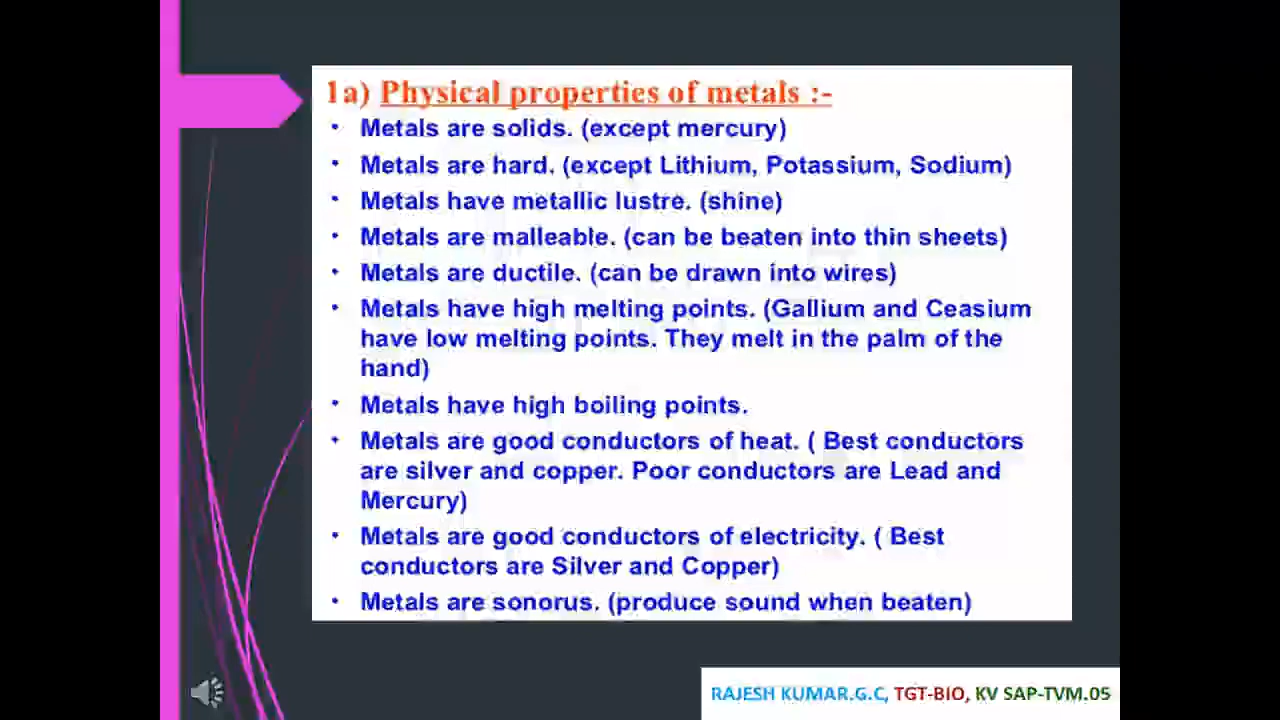 1a) Physical properties of metals :-
• Metals are solids. (except mercury)
• Metals are hard. (except Lithium, Potassium, Sodium)
• Metals have metallic lustre. (shine)
• Metals are malleable. (can be beaten into thin sheets)
• Metals are ductile. (can be drawn into wires)
• Metals have high melting points. (Gallium and Ceasium
have low melting points. They melt in the palm of the
hand)
• Metals have high boiling points.
• Metals are good conductors of heat. ( Best conductors
are silver and copper. Poor conductors are Lead and
Mercury)
• Metals are good conductors of electricity. ( Best
conductors are Silver and Copper)
• Metals are sonorus. (produce sound when beaten)
RAJESH KUMAR.G.C, TGT-BIO, KV SAP-TVM.05